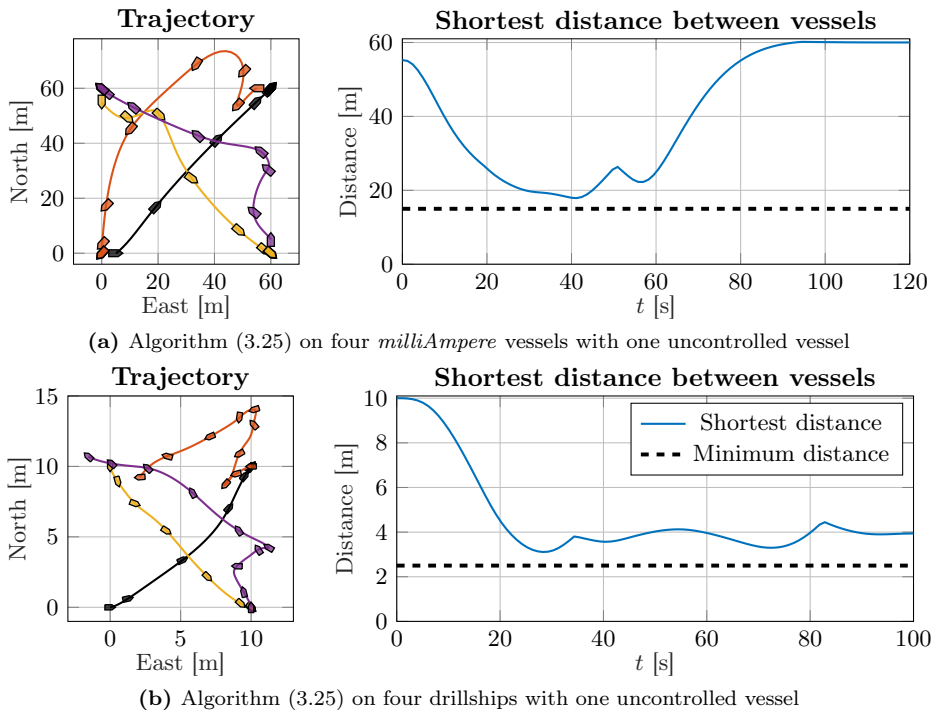 Trajectory
Shortest distance between vessels
North [m]
60
40
20
0
0
20
40
60
East [m]
Distance [m]
60
40
20
0
0
20
40
60
80
100
120
t [s]
(a) Algorithm (3.25) on four milliAmpere vessels with one uncontrolled vessel
Trajectory
Shortest distance between vessels
North [m]
15
10
5
0
0
5
10
East [m]
Distance [m]
10
8
6
4
2
0
Shortest distance
Minimum distance
0
20
40
60
80
100
t [s]
(b) Algorithm (3.25) on four drillships with one uncontrolled vessel